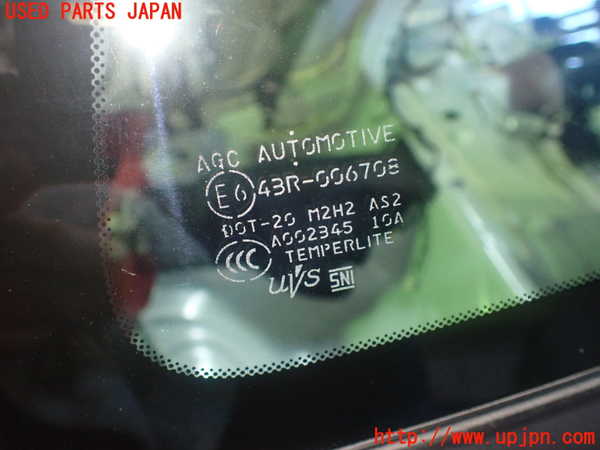 USED PARTS JAPAN
AGC AUTOMOTIVE
E6 43R-006708
DOT-20 M2H2 AS2
A002345 10A
CCC TEMPERLITE
UVS SNI
http://www.upjpn.com/